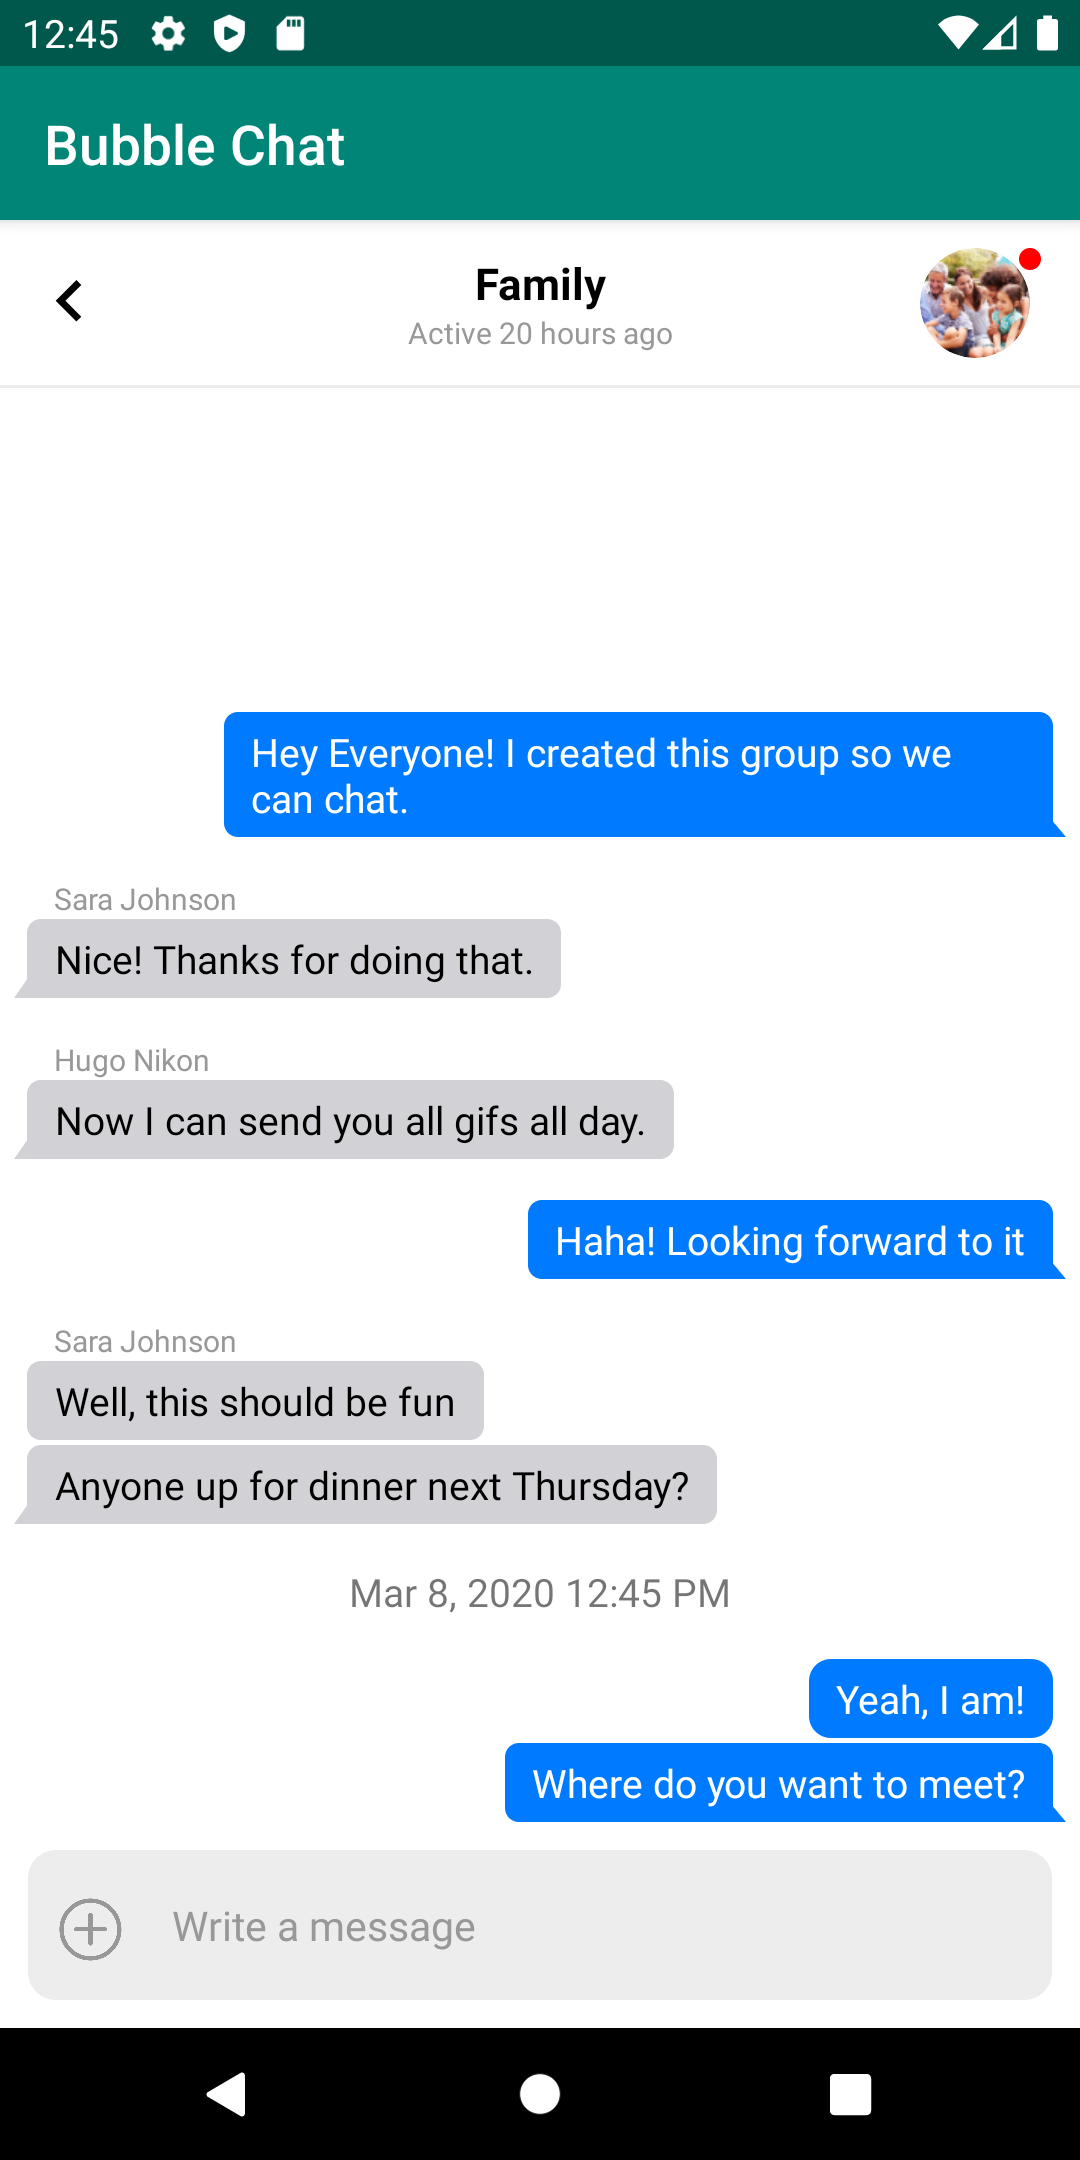 12:45
Bubble Chat
Family
Active 20 hours ago
Hey Everyone! I created this group so we
can chat.
Sara Johnson
Nice! Thanks for doing that.
Hugo Nikon
Now I can send you all gifs all day.
Haha! Looking forward to it
Sara Johnson
Well, this should be fun
Anyone up for dinner next Thursday?
Mar 8, 2020 12:45 PM
Yeah, I am!
Where do you want to meet?
Write a message